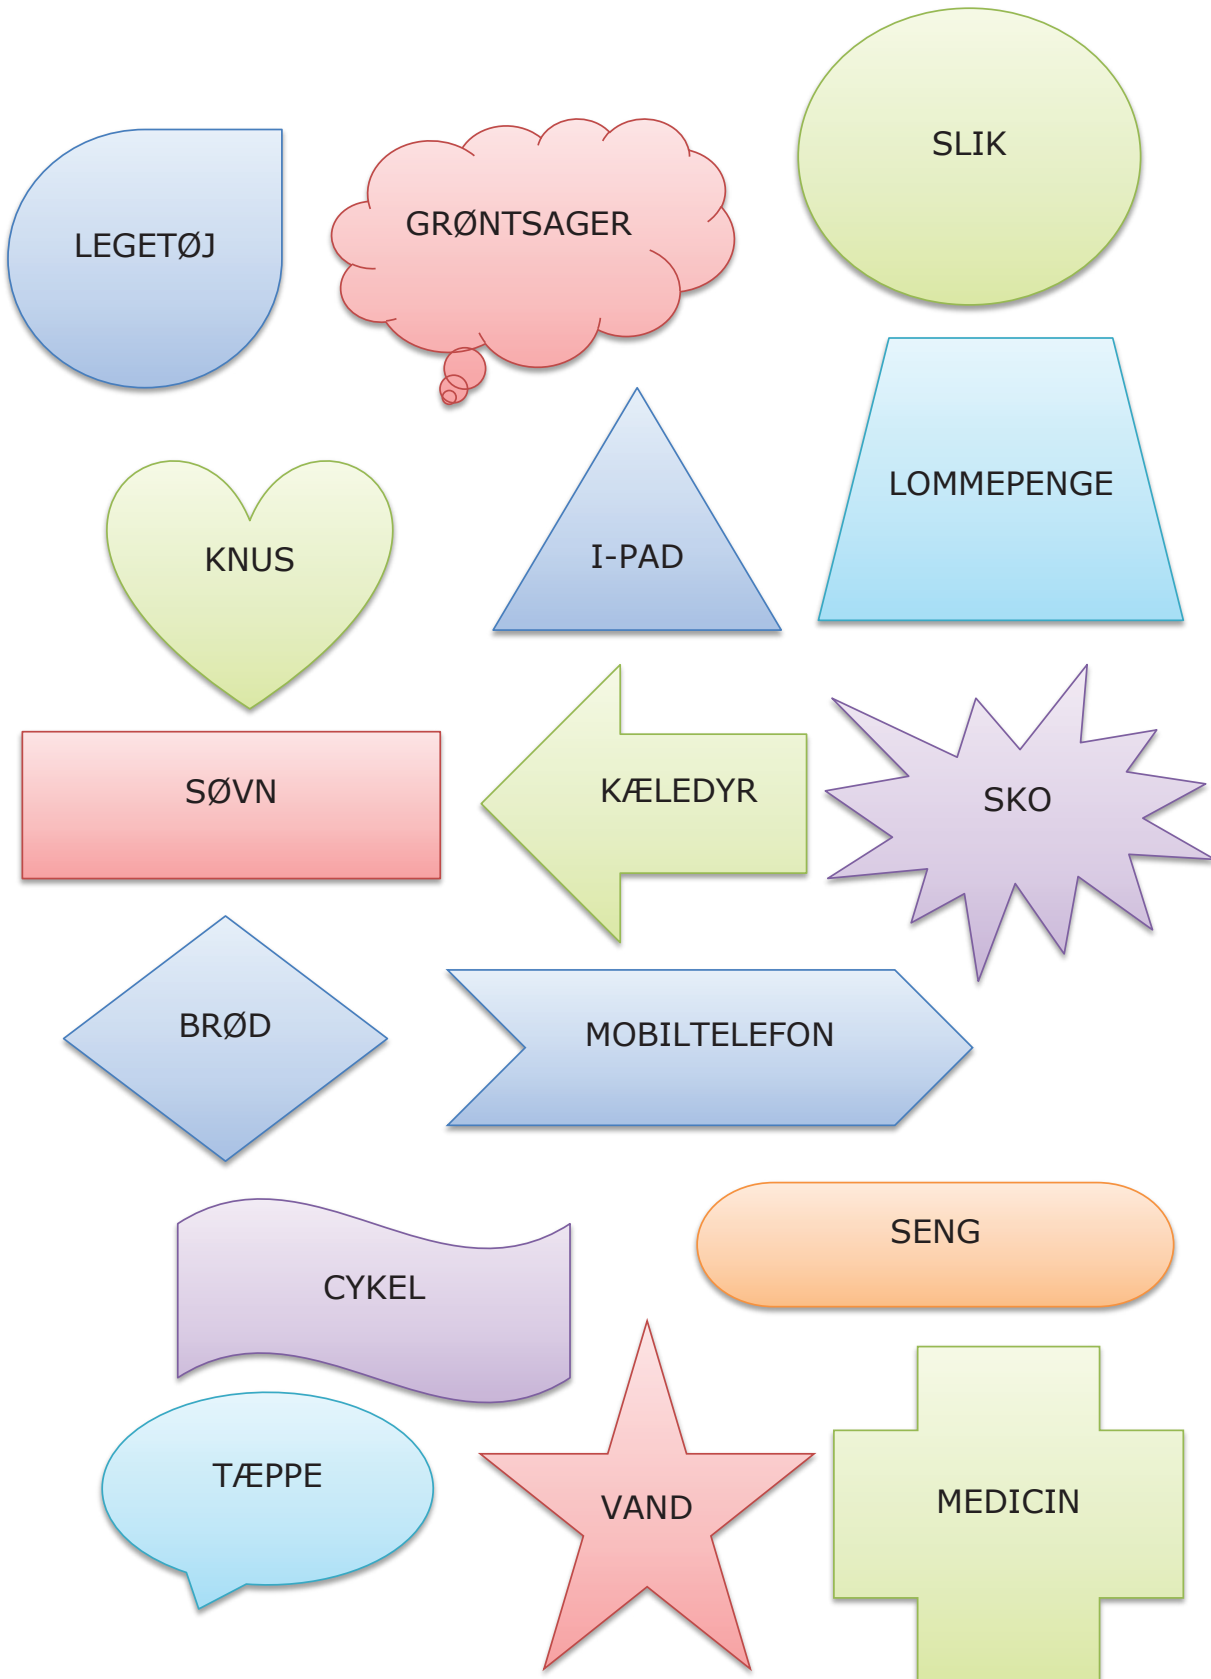 SLIK
GRØNTSAGER
LEGETØJ
LOMMEPENGE
KNUS
I-PAD
SØVN
KÆLEDYR
SKO
BRØD
MOBILTELEFON
SENG
CYKEL
TÆPPE
VAND
MEDICIN